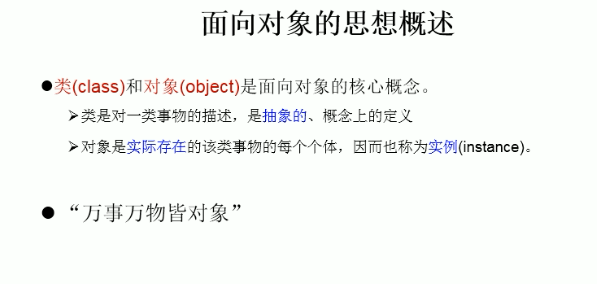 面向对象的思想概述
●类(class)和对象(object)是面向对象的核心概念。
➢类是对一类事物的描述，是抽象的、概念上的定义
➢对象是实际存在的该类事物的每个个体，因而也称为实例(instance)。
●“万事万物皆对象”